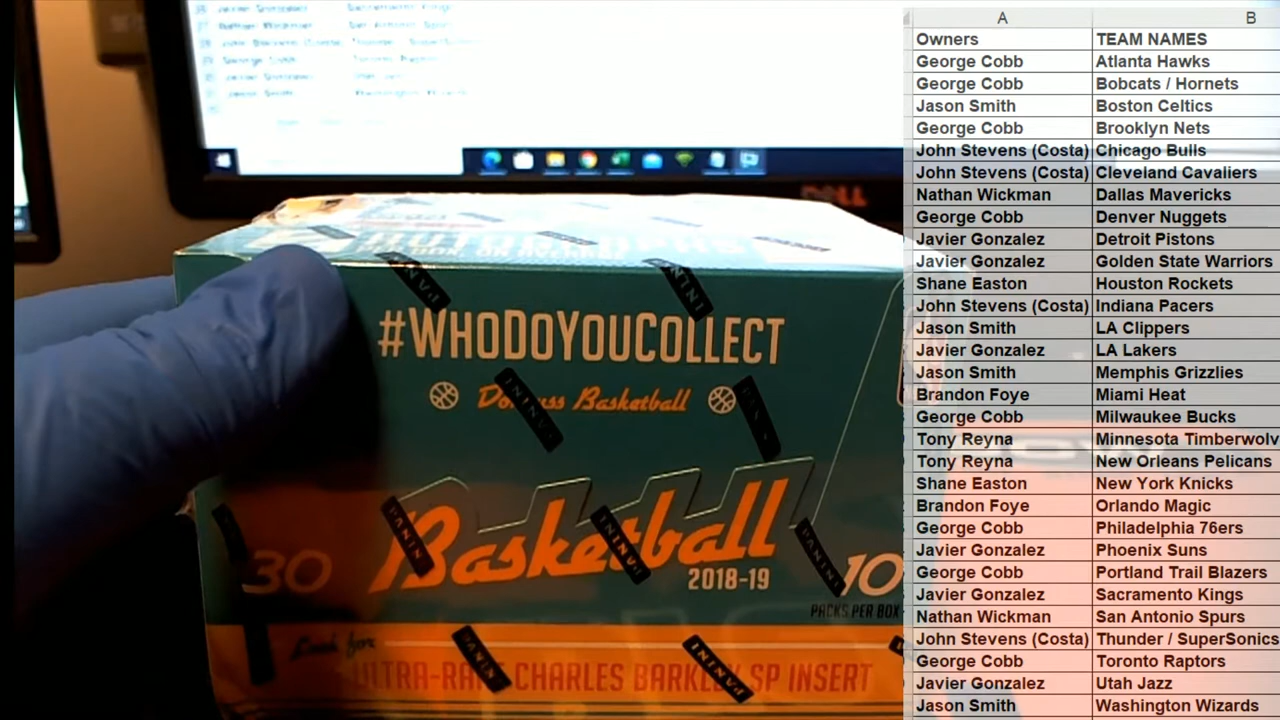 #WHODOYOUCOLLECT
Donruss Basketball
Basketball
2018-19
30
10
PACKS PER BOX
Look for:
ULTRA-RARE CHARLES BARKLEY SP INSERT
PANINI
DELL
A B
Owners TEAM NAMES
George Cobb Atlanta Hawks
George Cobb Bobcats / Hornets
Jason Smith Boston Celtics
George Cobb Brooklyn Nets
John Stevens (Costa) Chicago Bulls
John Stevens (Costa) Cleveland Cavaliers
Nathan Wickman Dallas Mavericks
George Cobb Denver Nuggets
Javier Gonzalez Detroit Pistons
Javier Gonzalez Golden State Warriors
Shane Easton Houston Rockets
John Stevens (Costa) Indiana Pacers
Jason Smith LA Clippers
Javier Gonzalez LA Lakers
Jason Smith Memphis Grizzlies
Brandon Foye Miami Heat
George Cobb Milwaukee Bucks
Tony Reyna Minnesota Timberwolv
Tony Reyna New Orleans Pelicans
Shane Easton New York Knicks
Brandon Foye Orlando Magic
George Cobb Philadelphia 76ers
Javier Gonzalez Phoenix Suns
George Cobb Portland Trail Blazers
Javier Gonzalez Sacramento Kings
Nathan Wickman San Antonio Spurs
John Stevens (Costa) Thunder / SuperSonics
George Cobb Toronto Raptors
Javier Gonzalez Utah Jazz
Jason Smith Washington Wizards